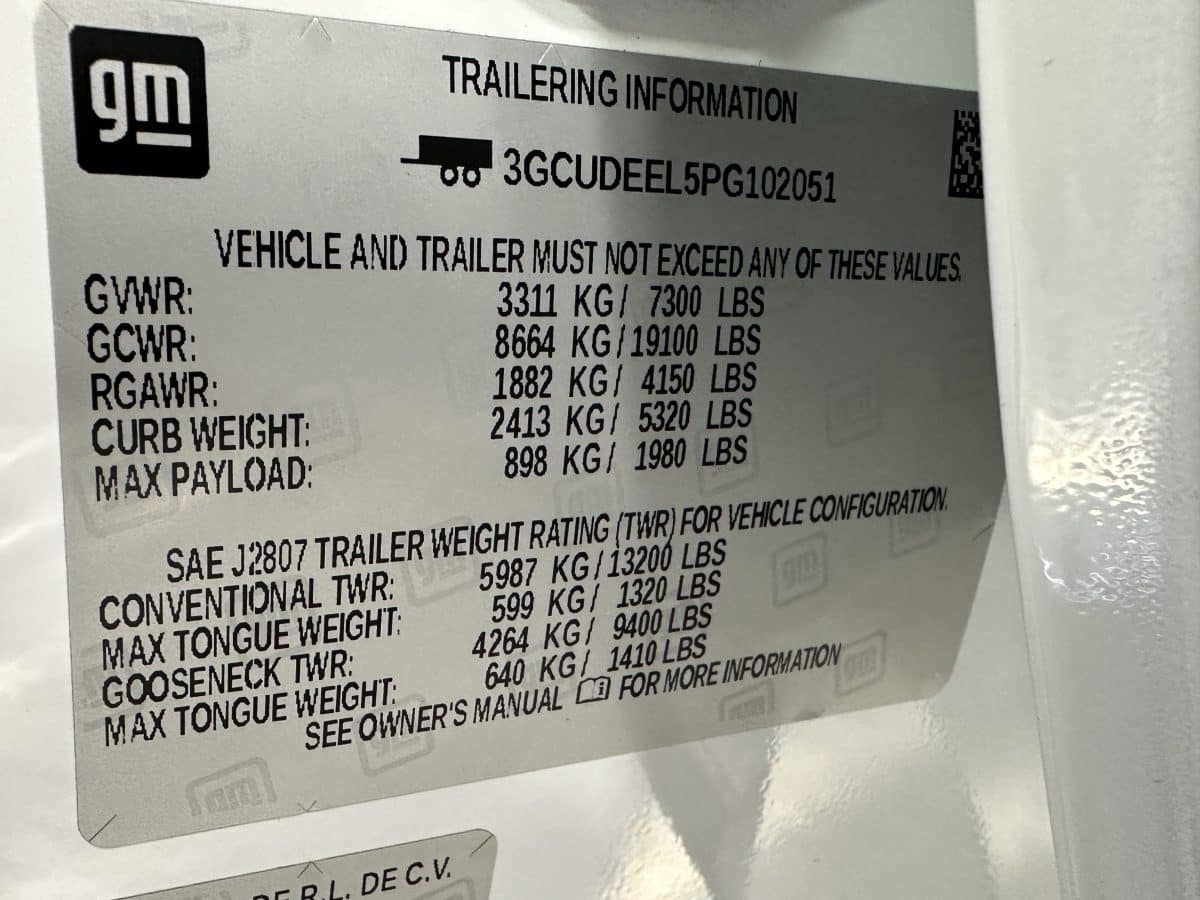 gm
TRAILERING INFORMATION
3GCUDEEL5PG102051
VEHICLE AND TRAILER MUST NOT EXCEED ANY OF THESE VALUES.
GVWR: 3311 KG/ 7300 LBS
GCWR: 8664 KG/19100 LBS
RGAWR: 1882 KG/ 4150 LBS
CURB WEIGHT: 2413 KG/ 5320 LBS
MAX PAYLOAD: 898 KG/ 1980 LBS
SAE J2807 TRAILER WEIGHT RATING (TWR) FOR VEHICLE CONFIGURATION.
CONVENTIONAL TWR: 5987 KG/13200 LBS
MAX TONGUE WEIGHT: 599 KG/ 1320 LBS
GOOSENECK TWR: 4264 KG/ 9400 LBS
MAX TONGUE WEIGHT: 640 KG/ 1410 LBS
SEE OWNER'S MANUAL FOR MORE INFORMATION
DE R.L. DE C.V.